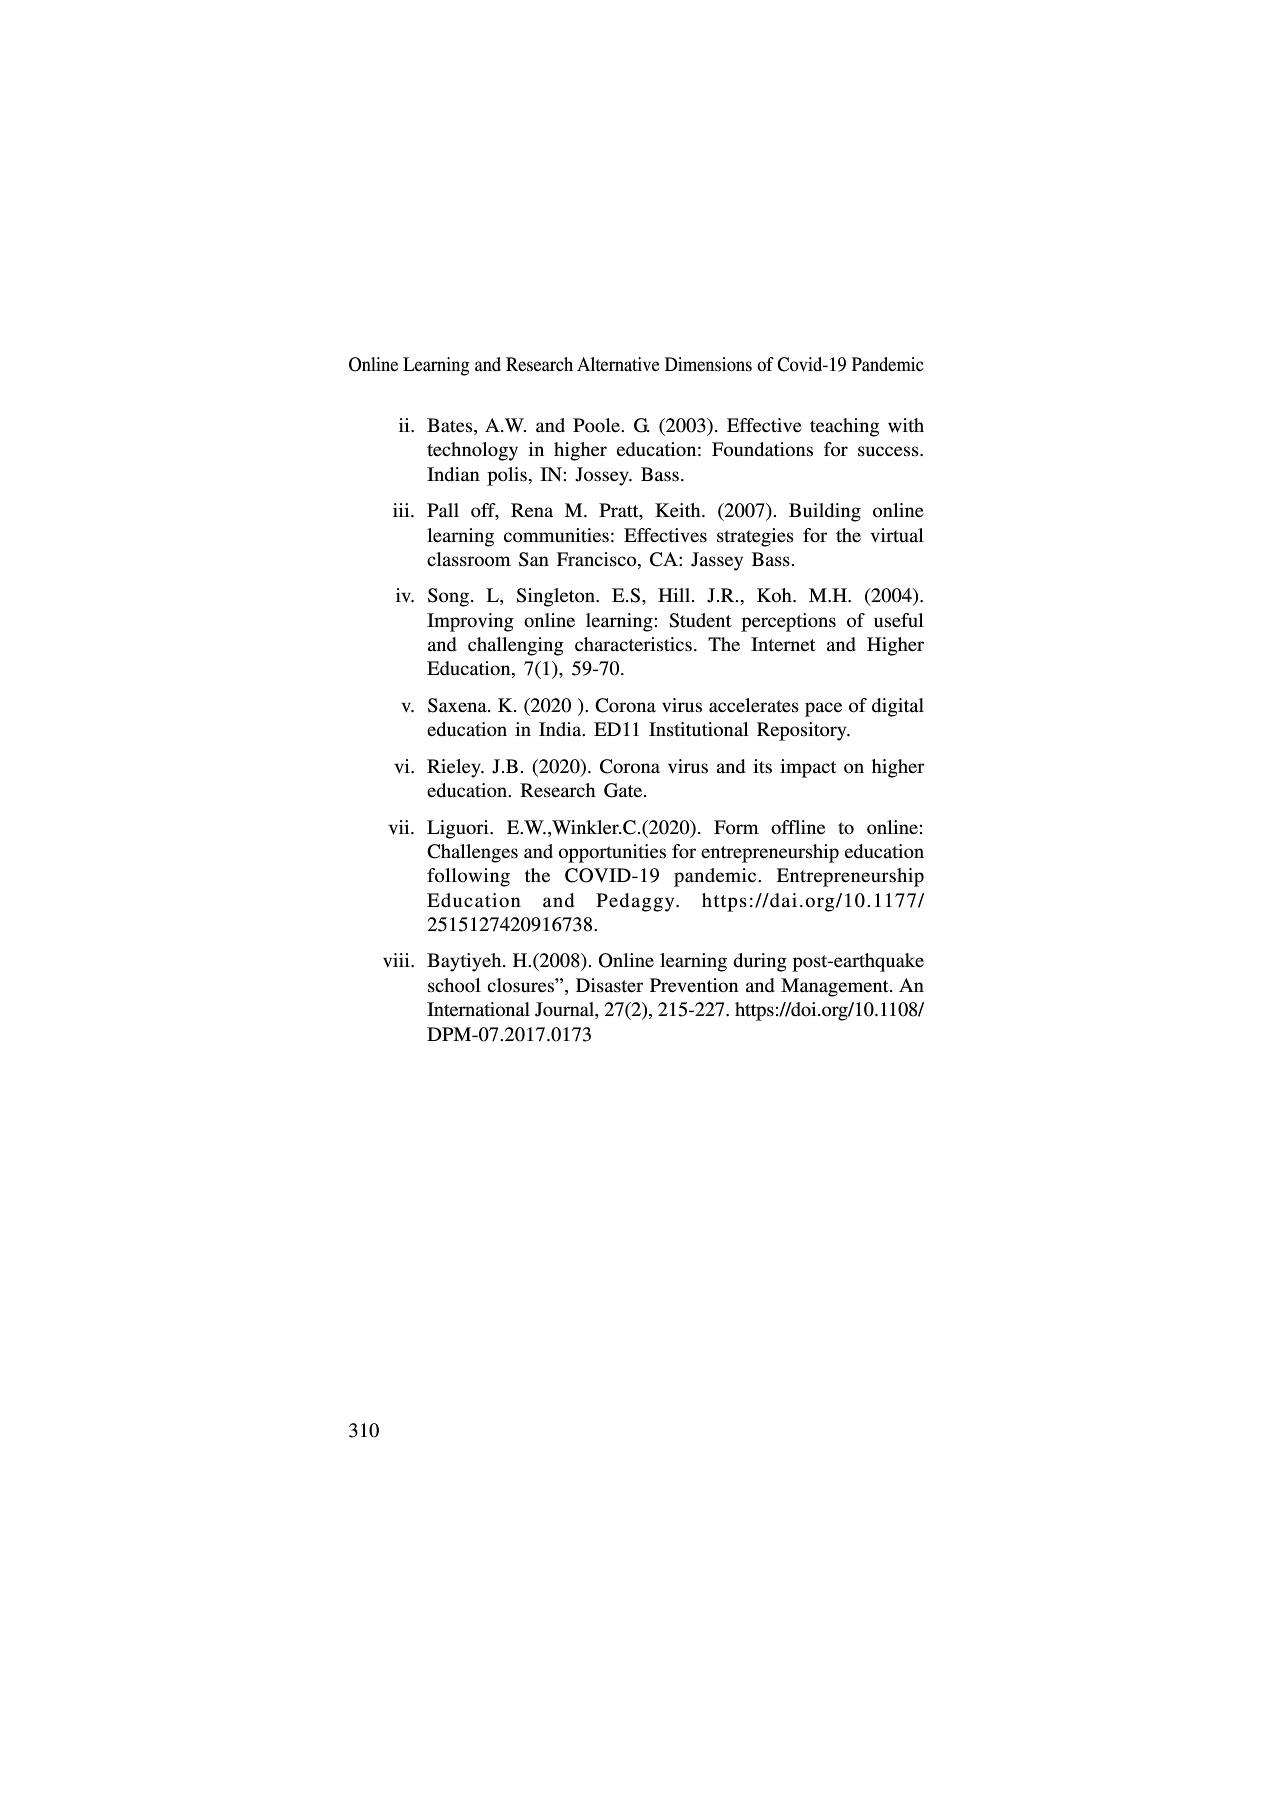 Online Learning and Research Alternative Dimensions of Covid-19 Pandemic
ii. Bates, A.W. and Poole. G. (2003). Effective teaching with
technology in higher education: Foundations for success.
Indian polis, IN: Jossey. Bass.
iii. Pall off, Rena M. Pratt, Keith. (2007). Building online
learning communities: Effectives strategies for the virtual
classroom San Francisco, CA: Jassey Bass.
iv. Song. L, Singleton. E.S, Hill. J.R., Koh. M.H. (2004).
Improving online learning: Student perceptions of useful
and challenging characteristics. The Internet and Higher
Education, 7(1), 59-70.
v. Saxena. K. (2020 ). Corona virus accelerates pace of digital
education in India. ED11 Institutional Repository.
vi. Rieley. J.B. (2020). Corona virus and its impact on higher
education. Research Gate.
vii. Liguori. E.W.,Winkler.C.(2020). Form offline to online:
Challenges and opportunities for entrepreneurship education
following the COVID-19 pandemic. Entrepreneurship
Education and Pedaggy. https://dai.org/10.1177/
2515127420916738.
viii. Baytiyeh. H.(2008). Online learning during post-earthquake
school closures”, Disaster Prevention and Management. An
International Journal, 27(2), 215-227. https://doi.org/10.1108/
DPM-07.2017.0173
310